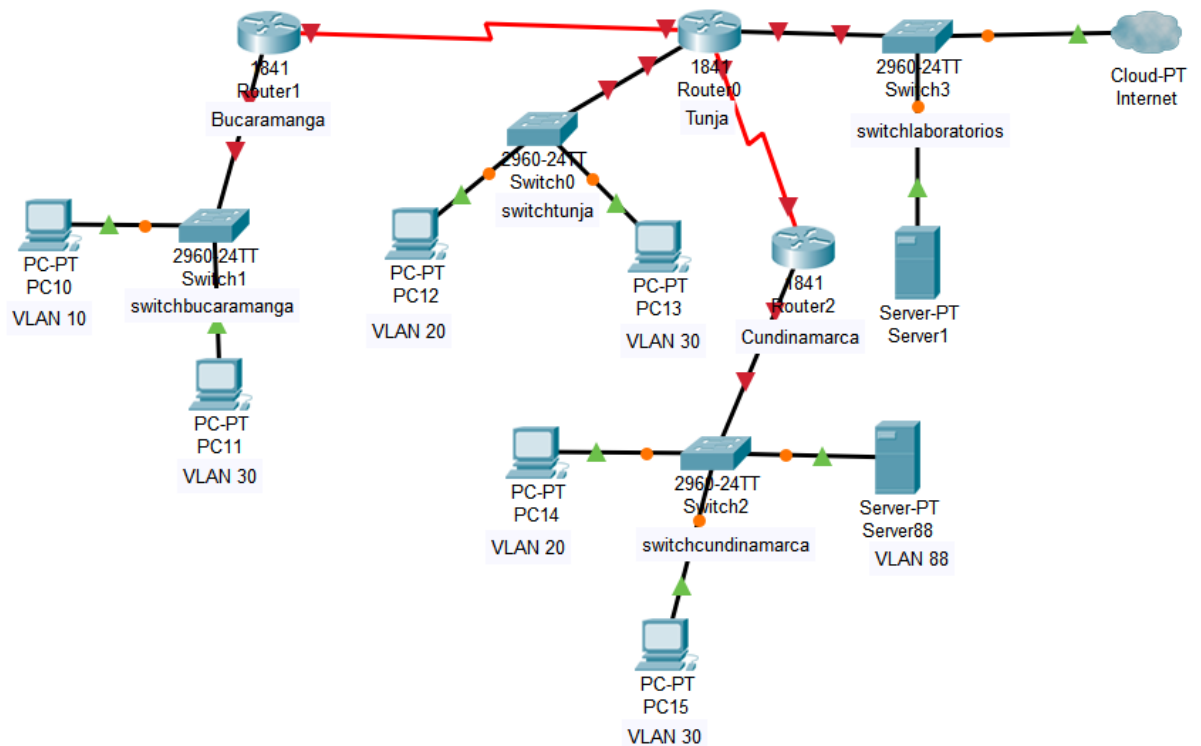 1841
Router1
Bucaramanga
1841
Router0
Tunja
2960-24TT
Switch3
switchlaboratorios
Cloud-PT
Internet
2960-24TT
Switch0
switchtunja
PC-PT
PC10
VLAN 10
2960-24TT
Switch1
switchbucaramanga
PC-PT
PC12
VLAN 20
PC-PT
PC13
VLAN 30
1841
Router2
Cundinamarca
Server-PT
Server1
PC-PT
PC11
VLAN 30
PC-PT
PC14
VLAN 20
2960-24TT
Switch2
switchcundinamarca
Server-PT
Server88
VLAN 88
PC-PT
PC15
VLAN 30